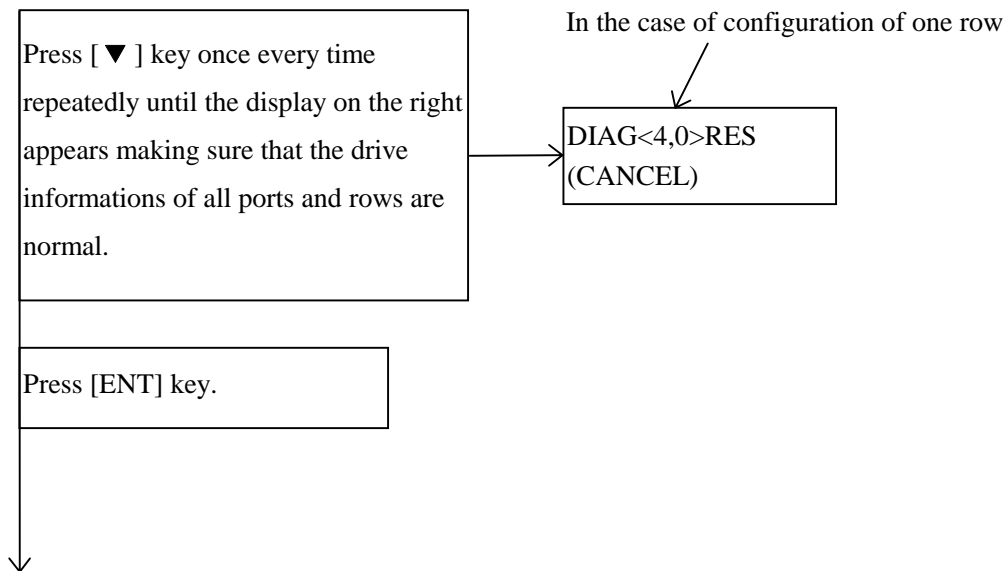 In the case of configuration of one row
Press [ ▼ ] key once every time
repeatedly until the display on the right
appears making sure that the drive
informations of all ports and rows are
normal.
DIAG<4,0>RES
(CANCEL)
Press [ENT] key.